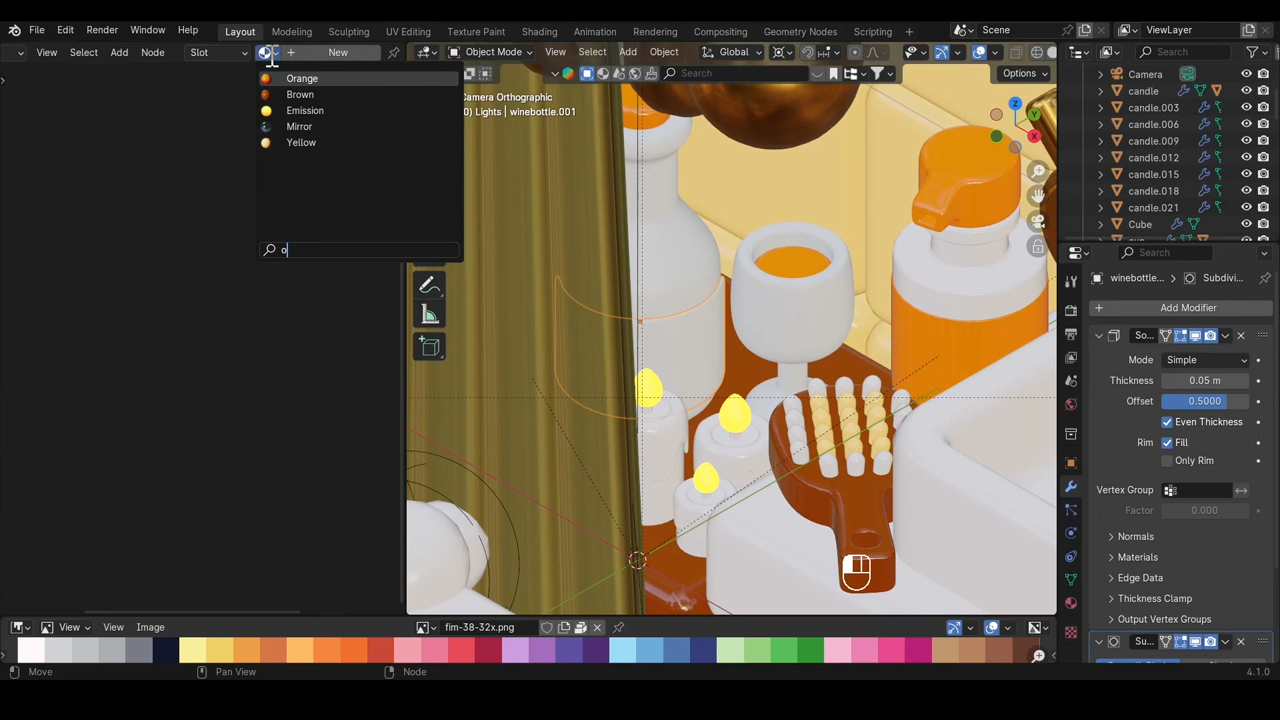 File Edit Render Window Help Layout Modeling Sculpting UV Editing Texture Paint Shading Animation Rendering Compositing Geometry Nodes Scripting Scene ViewLayer
View Select Add Node Slot New Object Mode View Select Add Object Global Search
Search Options
Orange
Brown
Emission
Mirror
Yellow
o
Camera Orthographic
0) Lights | winebottle.001
Z
Y
X
Camera
candle
candle.003
candle.006
candle.009
candle.012
candle.015
candle.018
candle.021
Cube
Search
winebottle... Subdivi...
Add Modifier
So...
Mode Simple
Thickness 0.05 m
Offset 0.5000
Even Thickness
Rim Fill
Only Rim
Vertex Group
Factor 0.000
Normals
Materials
Edge Data
Thickness Clamp
Output Vertex Groups
Su...
View View Image fim-38-32x.png
Move Pan View Node 4.1.0